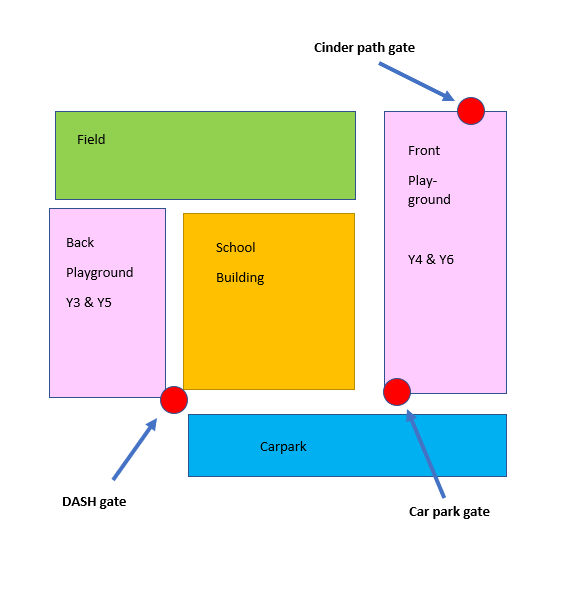 Cinder path gate
Field
Front
Play-
ground
Y4 & Y6
Back
Playground
Y3 & Y5
School
Building
Carpark
DASH gate
Car park gate